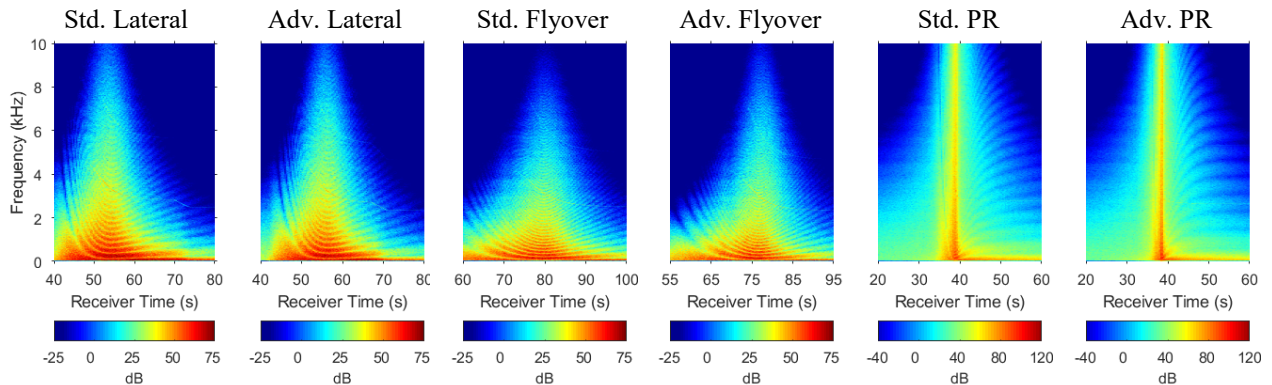 Std. Lateral Adv. Lateral Std. Flyover Adv. Flyover Std. PR Adv. PR
Frequency (kHz)
10
8
6
4
2
0
40 50 60 70 80 40 50 60 70 80 60 70 80 90 100 55 65 75 85 95 20 30 40 50 60 20 30 40 50 60
Receiver Time (s) Receiver Time (s) Receiver Time (s) Receiver Time (s) Receiver Time (s) Receiver Time (s)
-25 0 25 50 75 -25 0 25 50 75 -25 0 25 50 75 -25 0 25 50 75 -40 0 40 80 120 -40 0 40 80 120
dB dB dB dB dB dB